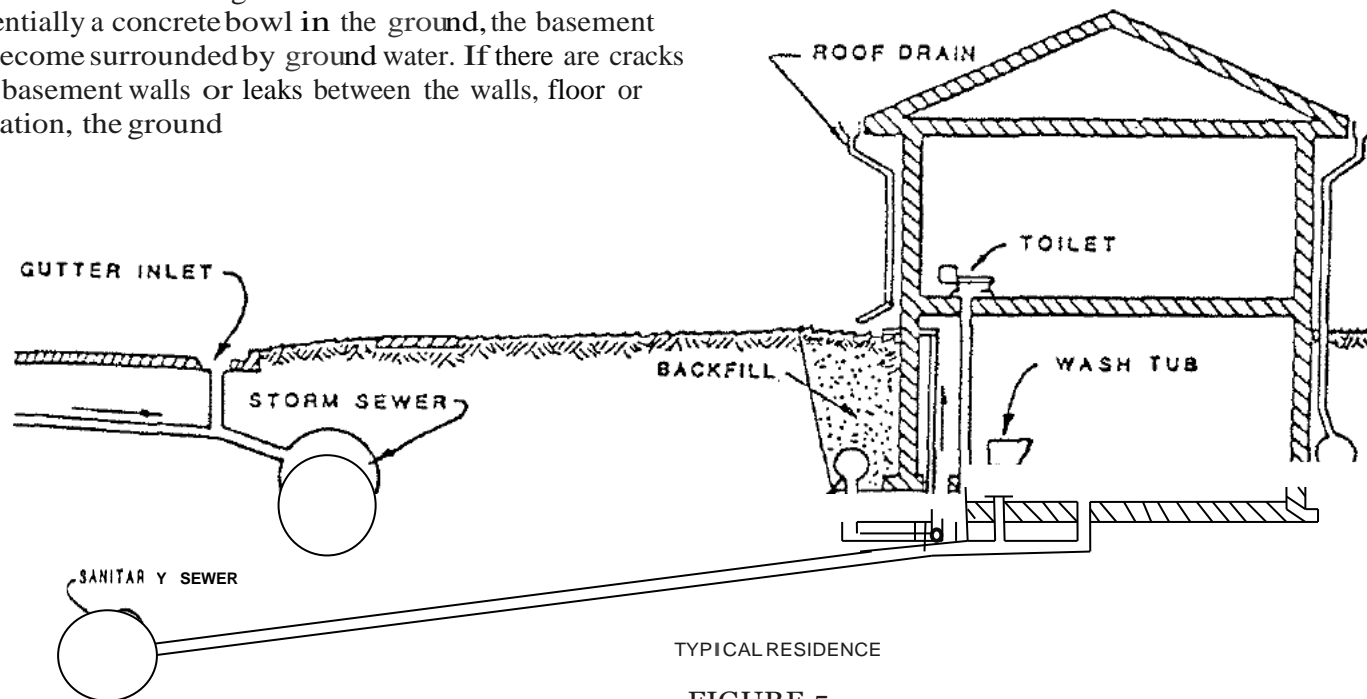 entially a concrete bowl in the ground, the basement
ecome surrounded by ground water. If there are cracks
basement walls or leaks between the walls, floor or
ation, the ground
ROOF DRAIN
TOILET
GUTTER INLET
BACKFILL
WASH TUB
STORM SEWER
SANITAR Y SEWER
TYPICAL RESIDENCE